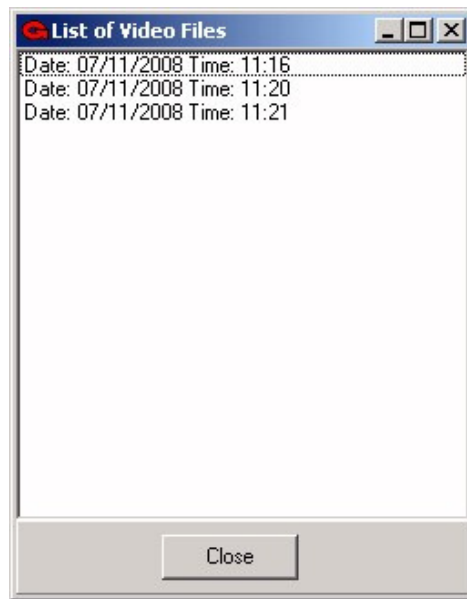 List of Video Files
Date: 07/11/2008 Time: 11:16
Date: 07/11/2008 Time: 11:20
Date: 07/11/2008 Time: 11:21
Close